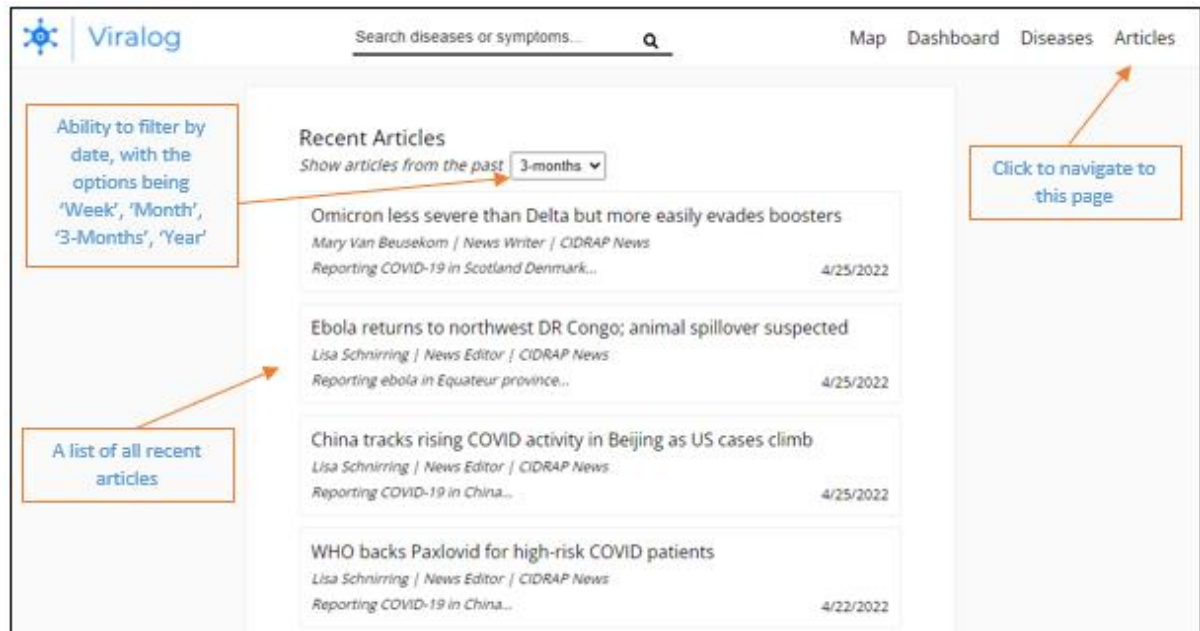 Viralog
Search diseases or symptoms...
Map Dashboard Diseases Articles
Ability to filter by
date, with the
options being
‘Week’, ‘Month’,
‘3-Months’, ‘Year’
Recent Articles
Show articles from the past 3-months
Click to navigate to
this page
Omicron less severe than Delta but more easily evades boosters
Mary Van Beusekom | News Writer | CIDRAP News
Reporting COVID-19 in Scotland Denmark...
4/25/2022
Ebola returns to northwest DR Congo; animal spillover suspected
Lisa Schnirring | News Editor | CIDRAP News
Reporting ebola in Equateur province...
4/25/2022
A list of all recent
articles
China tracks rising COVID activity in Beijing as US cases climb
Lisa Schnirring | News Editor | CIDRAP News
Reporting COVID-19 in China...
4/25/2022
WHO backs Paxlovid for high-risk COVID patients
Lisa Schnirring | News Editor | CIDRAP News
Reporting COVID-19 in China...
4/22/2022